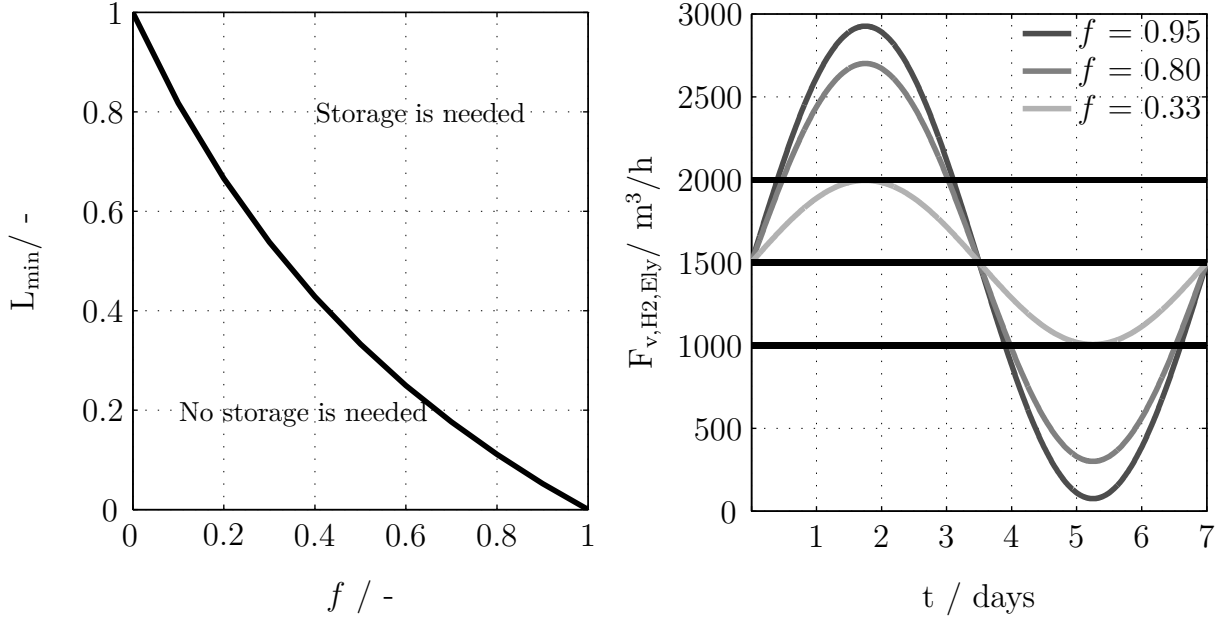 1
0.8
0.6
0.4
0.2
0
0 0.2 0.4 0.6 0.8 1
L_min/ -
f / -
Storage is needed
No storage is needed
3000
2500
2000
1500
1000
500
0
1 2 3 4 5 6 7
F_v,H2,Ely/ m³/h
t / days
f = 0.95
f = 0.80
f = 0.33